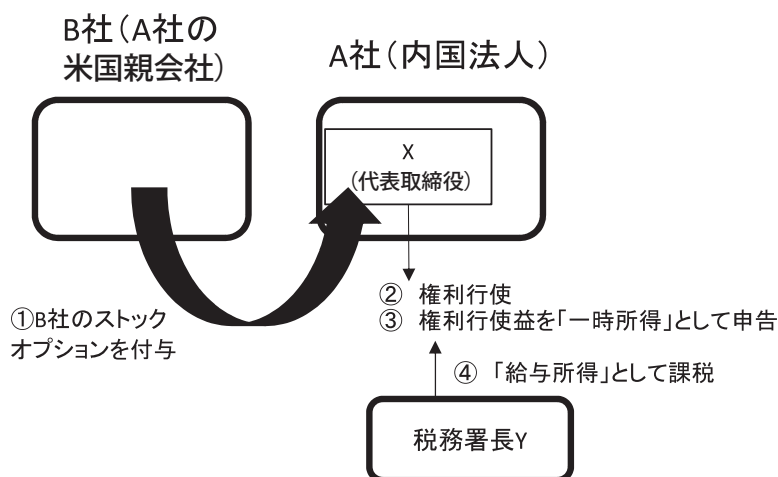 B社（A社の
米国親会社）
A社（内国法人）
X
（代表取締役）
①B社のストック
オプションを付与
② 権利行使
③ 権利行使益を「一時所得」として申告
④ 「給与所得」として課税
税務署長Y